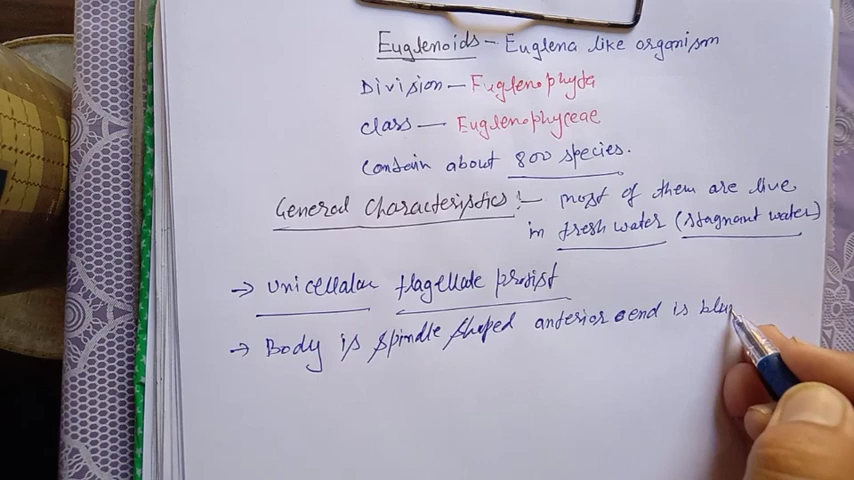 Euglenoids - Euglena like organism
Division - Euglenophyta
Class - Euglenophyceae
Contain about 800 species.
General Characteristics :- most of them are live
in fresh water (stagnant water)
→ Unicellular flagellate protist
→ Body is spindle shaped anterior end is blu